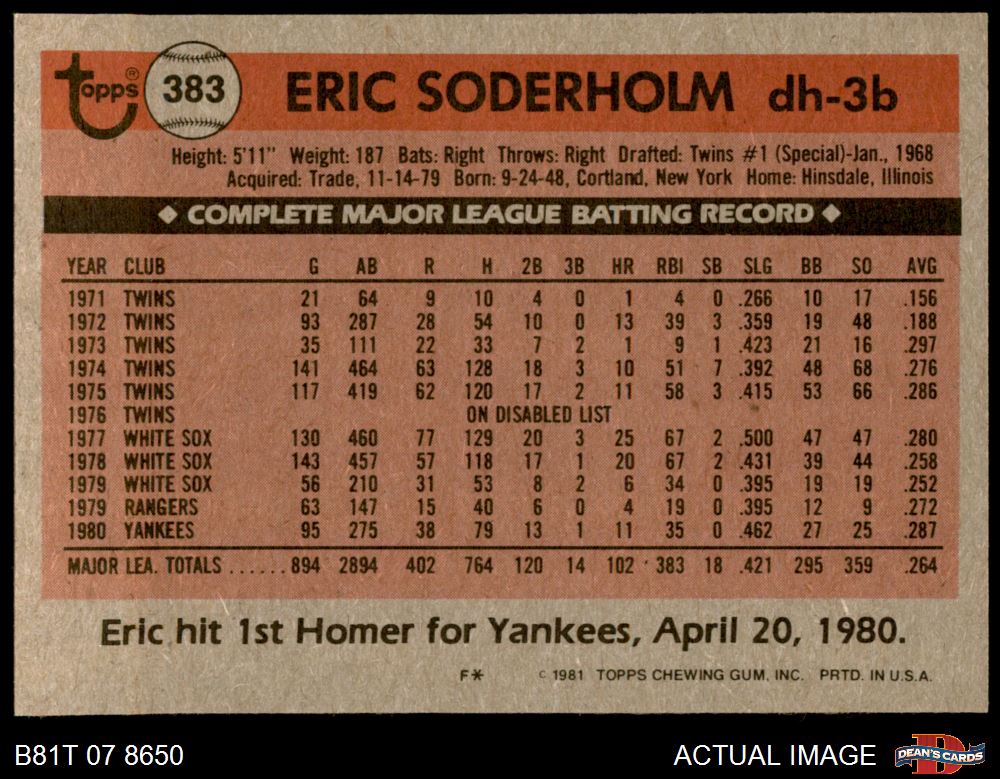 topps® 383 ERIC SODERHOLM dh-3b
Height: 5'11" Weight: 187 Bats: Right Throws: Right Drafted: Twins #1 (Special)-Jan., 1968
Acquired: Trade, 11-14-79 Born: 9-24-48, Cortland, New York Home: Hinsdale, Illinois
◆ COMPLETE MAJOR LEAGUE BATTING RECORD ◆
YEAR CLUB G AB R H 2B 3B HR RBI SB SLG BB SO AVG
1971 TWINS 21 64 9 10 4 0 1 4 0 .266 10 17 .156
1972 TWINS 93 287 28 54 10 0 13 39 3 .359 19 48 .188
1973 TWINS 35 111 22 33 7 2 1 9 1 .423 21 16 .297
1974 TWINS 141 464 63 128 18 3 10 51 7 .392 48 68 .276
1975 TWINS 117 419 62 120 17 2 11 58 3 .415 53 66 .286
1976 TWINS ON DISABLED LIST
1977 WHITE SOX 130 460 77 129 20 3 25 67 2 .500 47 47 .280
1978 WHITE SOX 143 457 57 118 17 1 20 67 2 .431 39 44 .258
1979 WHITE SOX 56 210 31 53 8 2 6 34 0 .395 19 19 .252
1979 RANGERS 63 147 15 40 6 0 4 19 0 .395 12 9 .272
1980 YANKEES 95 275 38 79 13 1 11 35 0 .462 27 25 .287
MAJOR LEA. TOTALS ......894 2894 402 764 120 14 102 383 18 .421 295 359 .264
Eric hit 1st Homer for Yankees, April 20, 1980.
F* © 1981 TOPPS CHEWING GUM, INC. PRTD. IN U.S.A.
B81T 07 8650 ACTUAL IMAGE DEAN'S CARDS